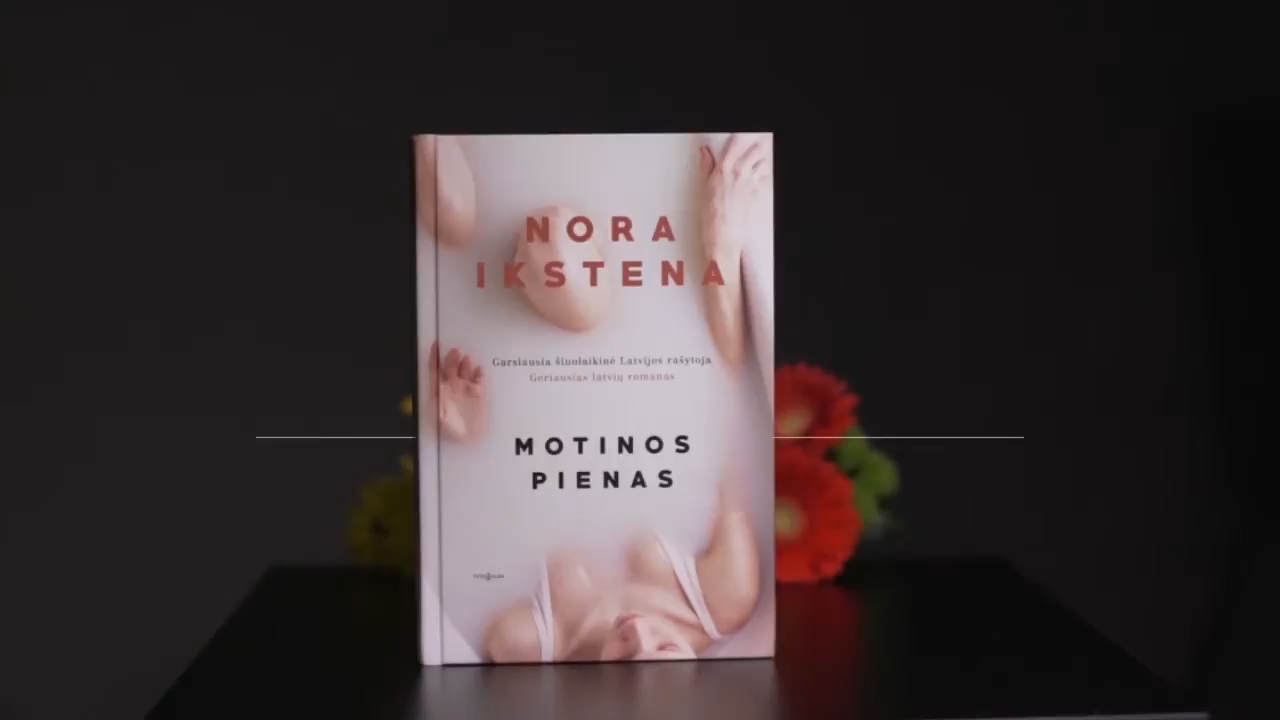 NORA
IKSTENA
Garsiausia šiuolaikinė Latvijos rašytoja
Geriausias latvių romanas
MOTINOS
PIENAS